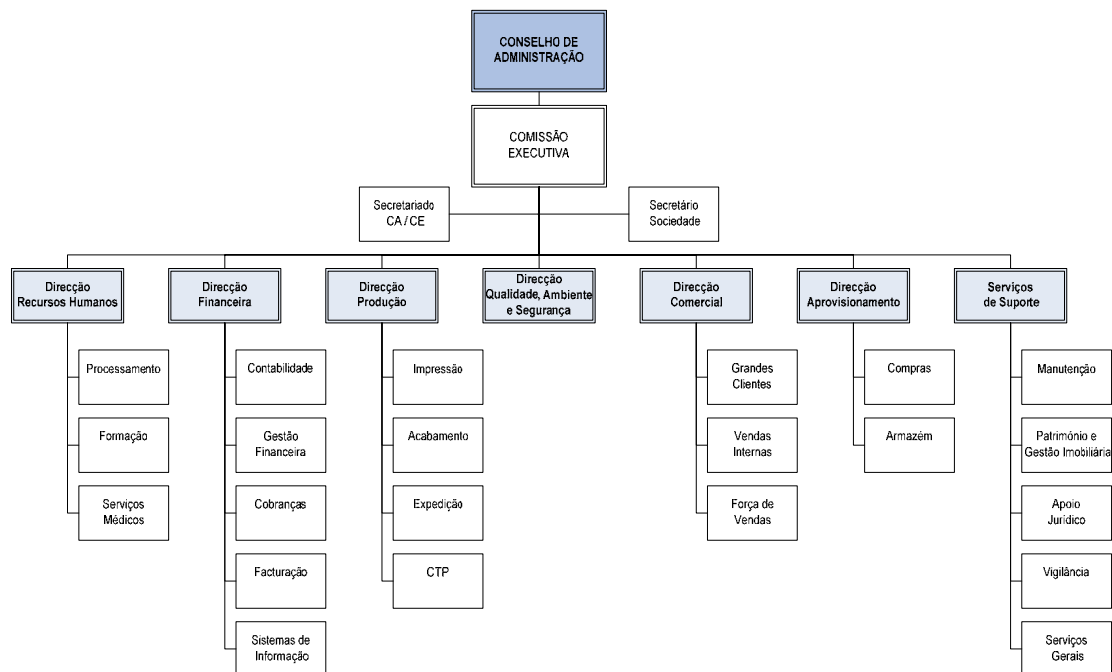 CONSELHO DE
ADMINISTRAÇÃO
COMISSÃO
EXECUTIVA
Secretariado
CA / CE
Secretário
Sociedade
Direcção
Recursos Humanos
Direcção
Financeira
Direcção
Produção
Direcção
Qualidade, Ambiente
e Segurança
Direcção
Comercial
Direcção
Aprovisionamento
Serviços
de Suporte
Processamento
Formação
Serviços
Médicos
Contabilidade
Gestão
Financeira
Cobranças
Facturação
Sistemas de
Informação
Impressão
Acabamento
Expedição
CTP
Grandes
Clientes
Vendas
Internas
Força de
Vendas
Compras
Armazém
Manutenção
Património e
Gestão Imobiliária
Apoio
Jurídico
Vigilância
Serviços
Gerais